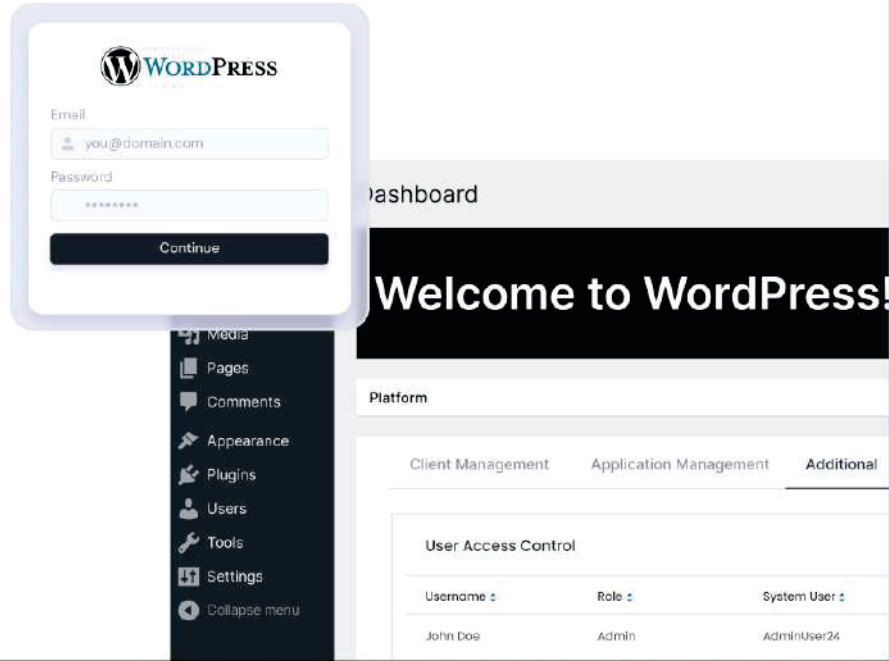 WORDPRESS
Email
you@domain.com
Password
********
Continue
Dashboard
Welcome to WordPress!
Media
Pages
Comments
Appearance
Plugins
Users
Tools
Settings
Collapse menu
Platform
Client Management Application Management Additional
User Access Control
Username Role System User
John Doe Admin AdminUser24